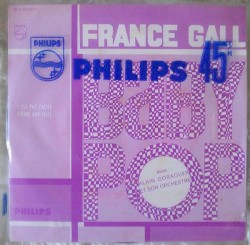 FRANCE GALL
PHILIPS
PHILIPS 45
BABY
POP
ALAIN GORAGUER
ET SON ORCHESTRE
PHILIPS